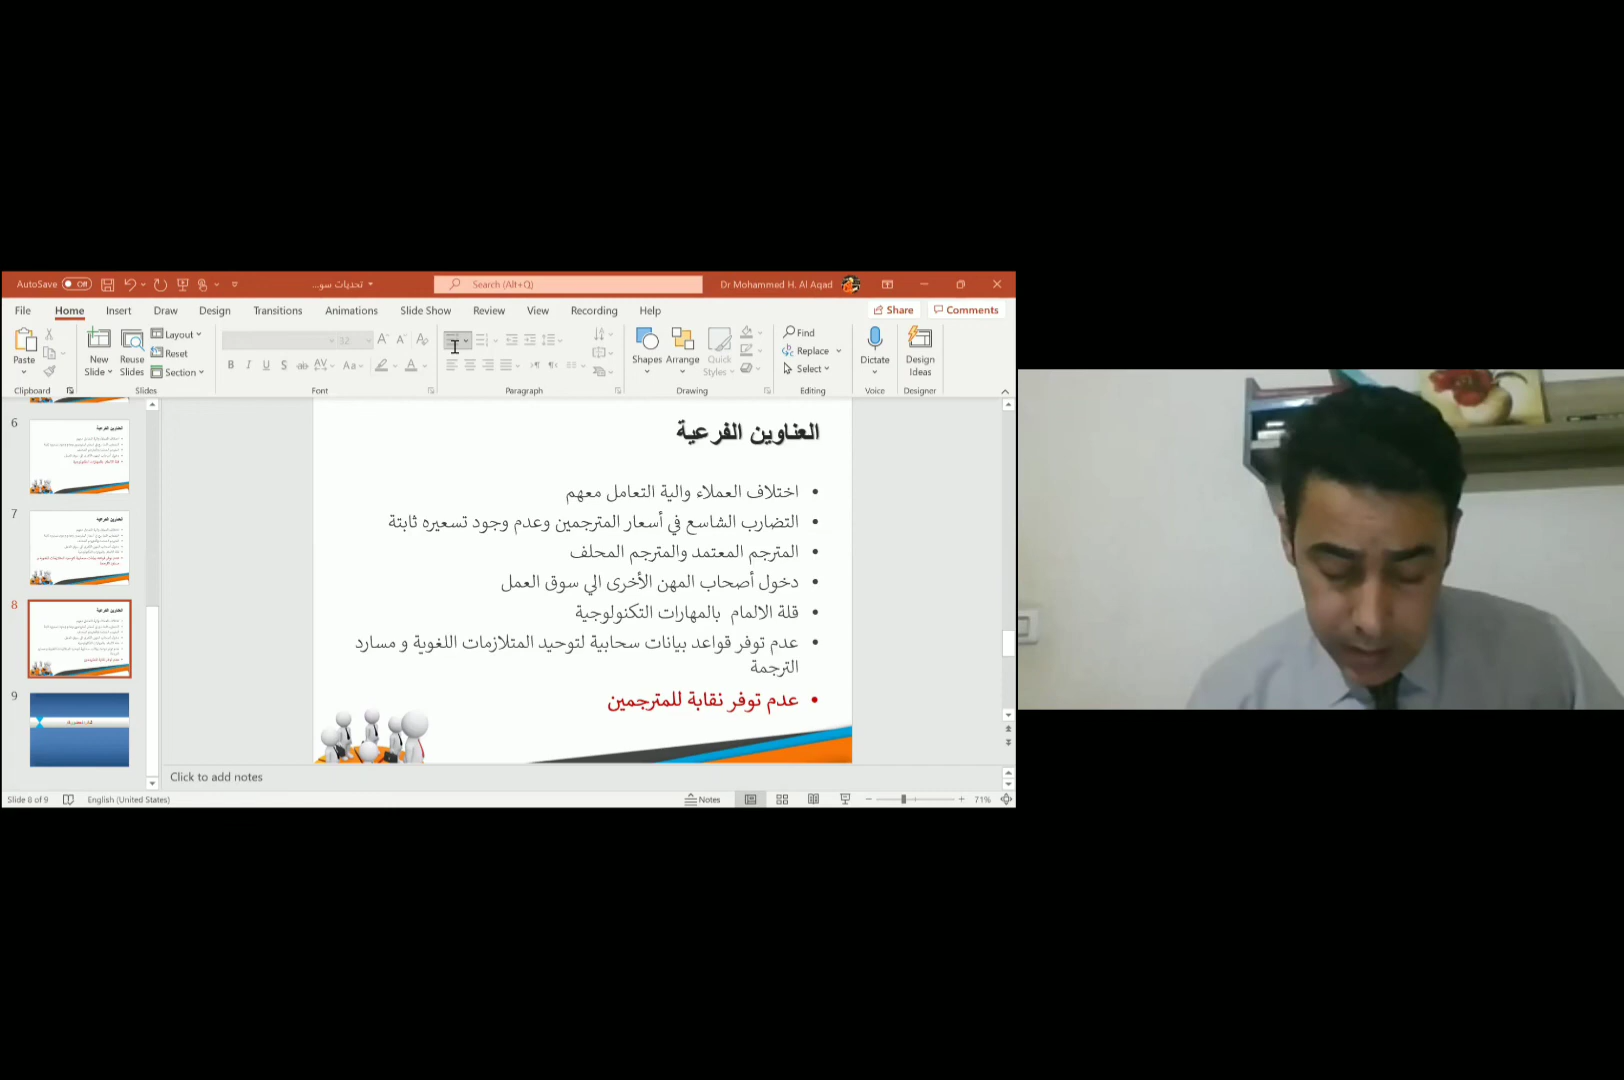 AutoSave Off
تحديات سو...
Search (Alt+Q)
Dr Mohammed H. Al Aqad
File Home Insert Draw Design Transitions Animations Slide Show Review View Recording Help
Share Comments
Paste
New Slide
Reuse Slides
Layout
Reset
Section
32
Shapes
Arrange
Quick Styles
Find
Replace
Select
Dictate
Design Ideas
Clipboard Slides Font Paragraph Drawing Editing Voice Designer
6
7
8
9
العناوين الفرعية
• اختلاف العملاء والية التعامل معهم
• التضارب الشاسع في أسعار المترجمين وعدم وجود تسعيره ثابتة
• المترجم المعتمد والمترجم المحلف
• دخول أصحاب المهن الأخرى الي سوق العمل
• قلة الالمام بالمهارات التكنولوجية
• عدم توفر قواعد بيانات سحابية لتوحيد المتلازمات اللغوية و مسارد
الترجمة
• عدم توفر نقابة للمترجمين
Click to add notes
Slide 8 of 9 English (United States) Notes 71%